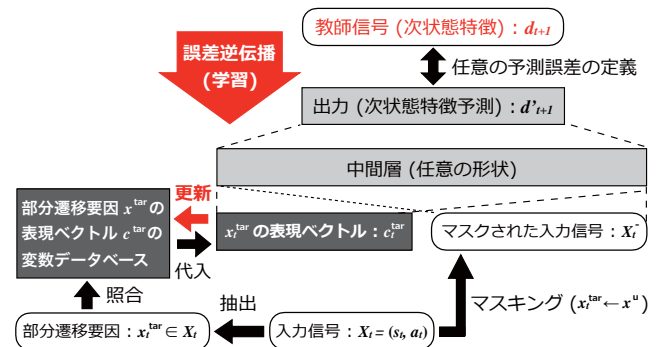 教師信号 (次状態特徴)：d_{t+1}
誤差逆伝播
(学習)
任意の予測誤差の定義
出力 (次状態特徴予測)：d'_{t+1}
中間層 (任意の形状)
部分遷移要因 x^{tar} の
表現ベクトル c^{tar} の
変数データベース
更新
代入
x_t^{tar} の表現ベクトル：c_t^{tar}
マスクされた入力信号：X_t^-
照合
抽出
マスキング (x_t^{tar} ← x^u)
部分遷移要因：x_t^{tar} ∈ X_t
入力信号：X_t = (s_t, a_t)